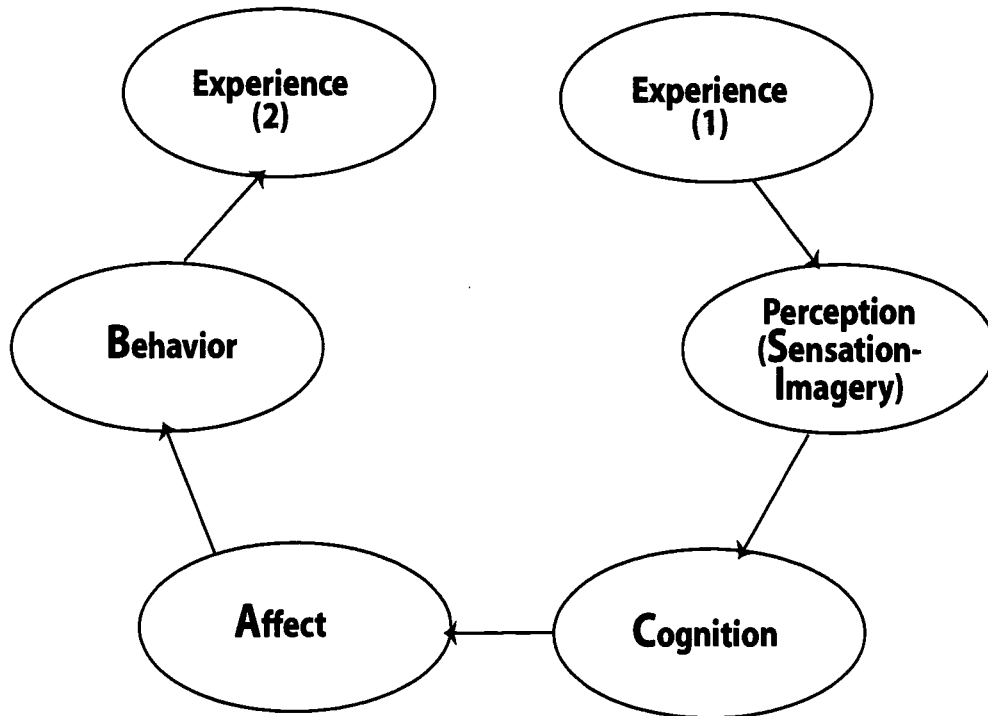 Experience
(2)
Experience
(1)
Behavior
Perception
(Sensation-
Imagery)
Affect
Cognition